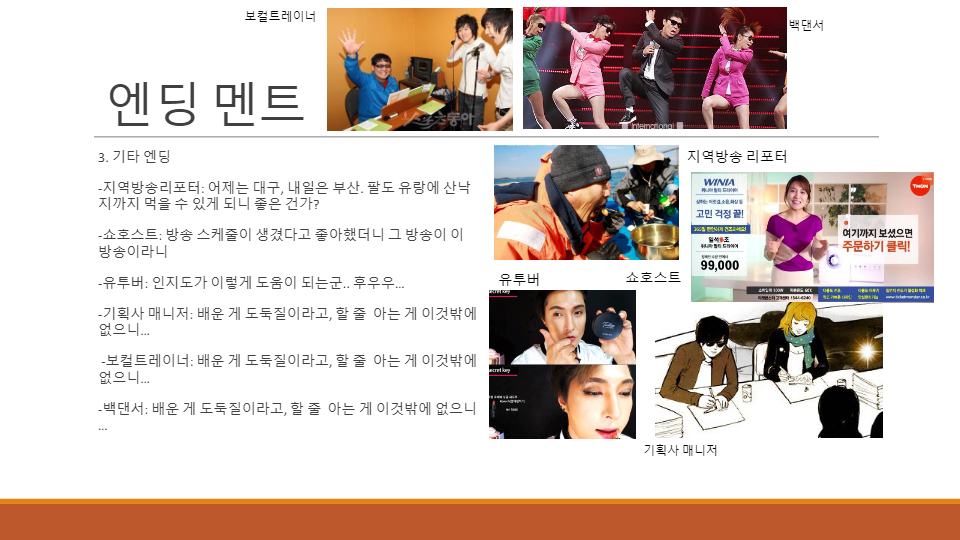 보컬트레이너
백댄서
엔딩 멘트
스포츠동아
International
3. 기타 엔딩
-지역방송리포터: 어제는 대구, 내일은 부산. 팔도 유랑에 산낙
지까지 먹을 수 있게 되니 좋은 건가?
-쇼호스트: 방송 스케줄이 생겼다고 좋아했더니 그 방송이 이
방송이라니
-유투버: 인지도가 이렇게 도움이 되는군.. 후우우...
-기획사 매니저: 배운 게 도둑질이라고, 할 줄  아는 게 이것밖에
없으니...
-보컬트레이너: 배운 게 도둑질이라고, 할 줄  아는 게 이것밖에
없으니...
-백댄서: 배운 게 도둑질이라고, 할 줄  아는 게 이것밖에 없으니
...
지역방송 리포터
WINIA
고민 걱정 끝!
99,000
TMON
여기까지 보셨으면
주문하기 클릭!
유투버
쇼호스트
secret key
secret key
기획사 매니저